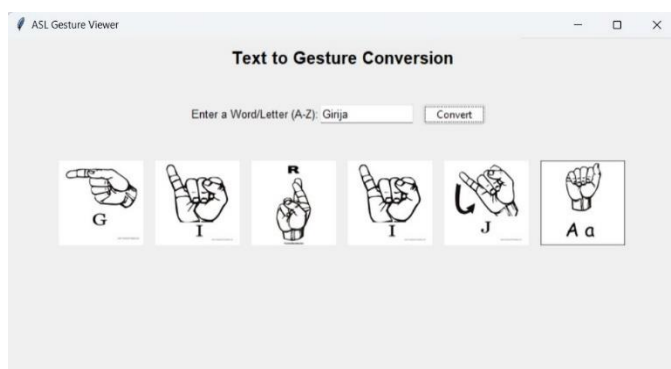 ASL Gesture Viewer
Text to Gesture Conversion
Enter a Word/Letter (A-Z): Girija Convert
R
G I I J A a